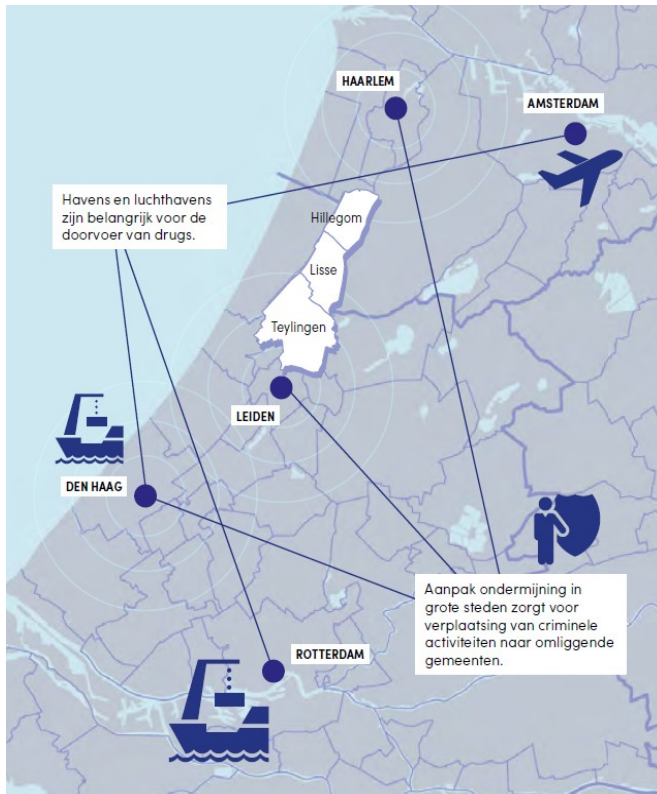 HAARLEM
AMSTERDAM
Havens en luchthavens
zijn belangrijk voor de
doorvoer van drugs.
Hillegom
Lisse
Teylingen
LEIDEN
DEN HAAG
Aanpak ondermijning in
grote steden zorgt voor
verplaatsing van criminele
activiteiten naar omliggende
gemeenten.
ROTTERDAM